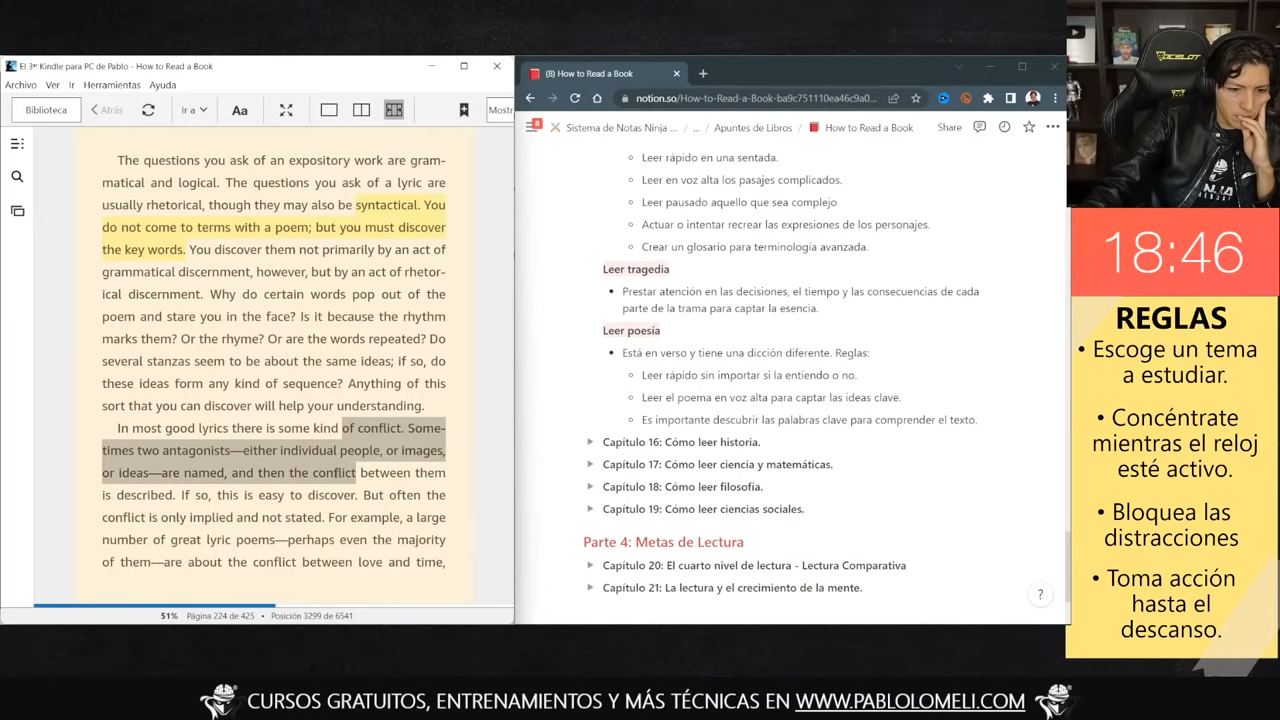 El 3er Kindle para PC de Pablo - How to Read a Book
Archivo Ver Ir Herramientas Ayuda
Biblioteca Atrás Ir a Aa Mostr
The questions you ask of an expository work are gram-
matical and logical. The questions you ask of a lyric are
usually rhetorical, though they may also be syntactical. You
do not come to terms with a poem; but you must discover
the key words. You discover them not primarily by an act of
grammatical discernment, however, but by an act of rhetor-
ical discernment. Why do certain words pop out of the
poem and stare you in the face? Is it because the rhythm
marks them? Or the rhyme? Or are the words repeated? Do
several stanzas seem to be about the same ideas; if so, do
these ideas form any kind of sequence? Anything of this
sort that you can discover will help your understanding.
In most good lyrics there is some kind of conflict. Some-
times two antagonists—either individual people, or images,
or ideas—are named, and then the conflict between them
is described. If so, this is easy to discover. But often the
conflict is only implied and not stated. For example, a large
number of great lyric poems—perhaps even the majority
of them—are about the conflict between love and time,
51% Página 224 de 425 • Posición 3299 de 6541
(8) How to Read a Book
notion.so/How-to-Read-a-Book-ba9c751110ea46c9a0...
8
Sistema de Notas Ninja ... / ... / Apuntes de Libros / How to Read a Book Share
Leer rápido en una sentada.
Leer en voz alta los pasajes complicados.
Leer pausado aquello que sea complejo
Actuar o intentar recrear las expresiones de los personajes.
Crear un glosario para terminología avanzada.
Leer tragedia
Prestar atención en las decisiones, el tiempo y las consecuencias de cada
parte de la trama para captar la esencia.
Leer poesía
Está en verso y tiene una dicción diferente. Reglas:
Leer rápido sin importar si la entiendo o no.
Leer el poema en voz alta para captar las ideas clave.
Es importante descubrir las palabras clave para comprender el texto.
Capítulo 16: Cómo leer historia.
Capítulo 17: Cómo leer ciencia y matemáticas.
Capítulo 18: Cómo leer filosofía.
Capítulo 19: Cómo leer ciencias sociales.
Parte 4: Metas de Lectura
Capítulo 20: El cuarto nivel de lectura - Lectura Comparativa
Capítulo 21: La lectura y el crecimiento de la mente.
?
OCELOT
NINJA
18:46
REGLAS
• Escoge un tema
a estudiar.
• Concéntrate
mientras el reloj
esté activo.
• Bloquea las
distracciones
• Toma acción
hasta el
descanso.
CURSOS GRATUITOS, ENTRENAMIENTOS Y MÁS TÉCNICAS EN WWW.PABLOLOMELI.COM